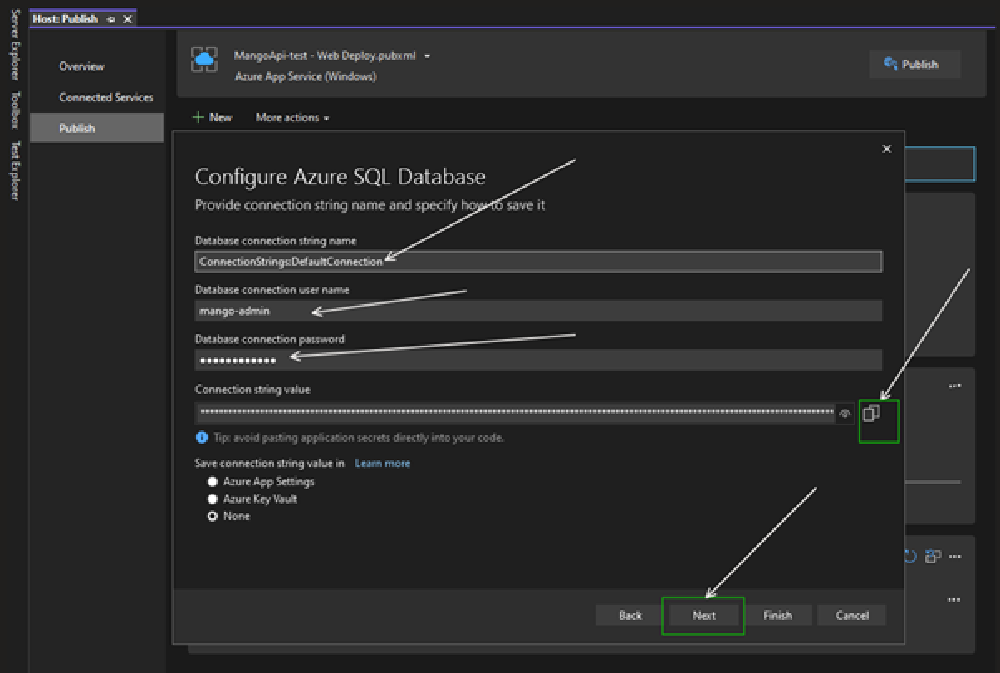 Host: Publish
Server Explorer
Toolbox
Test Explorer
Overview
Connected Services
Publish
MangoApi-test - Web Deploy.pubxml
Azure App Service (Windows)
Publish
New
More actions
Configure Azure SQL Database
Provide connection string name and specify how to save it
Database connection string name
ConnectionStrings:DefaultConnection
Database connection user name
mango-admin
Database connection password
Connection string value
Tip: avoid pasting application secrets directly into your code.
Save connection string value in Learn more
Azure App Settings
Azure Key Vault
None
Back
Next
Finish
Cancel